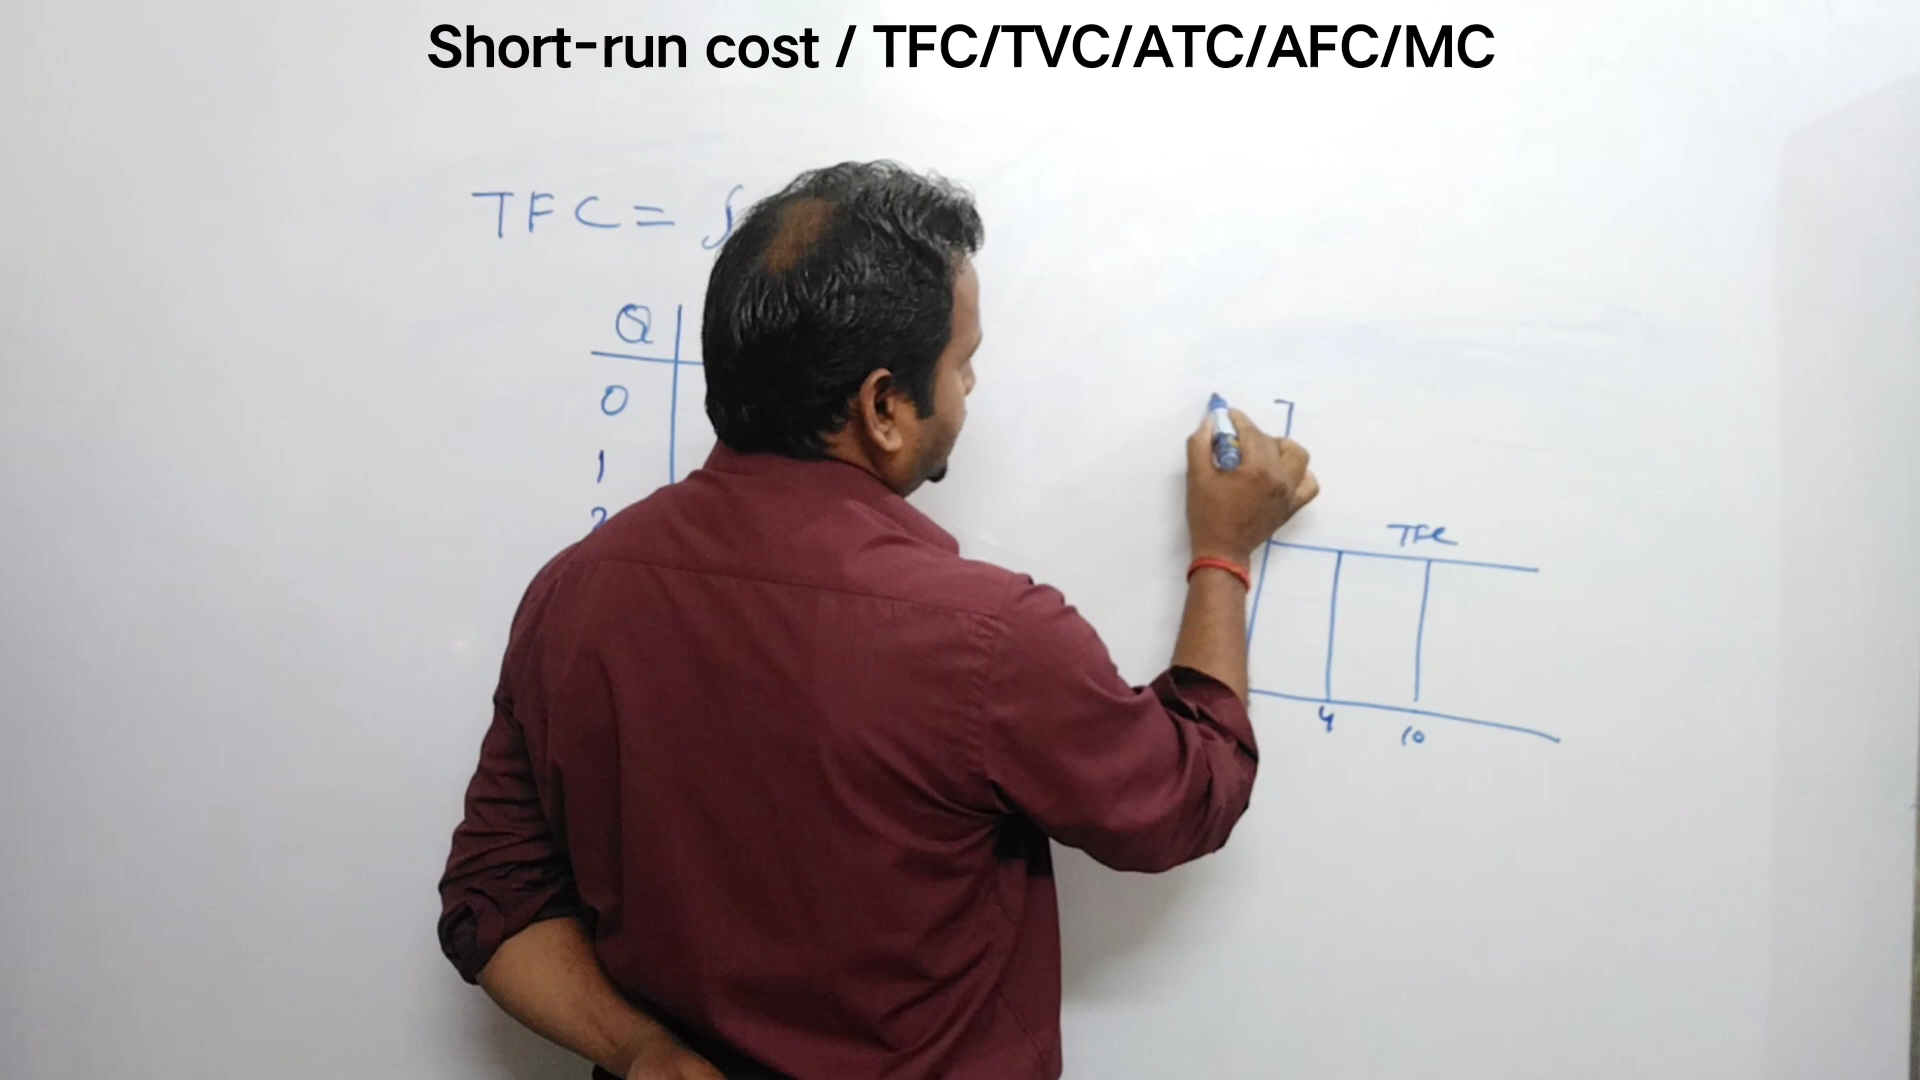 Short-run cost / TFC/TVC/ATC/AFC/MC
TFC =
Q
0
1
2
TFC
4
10